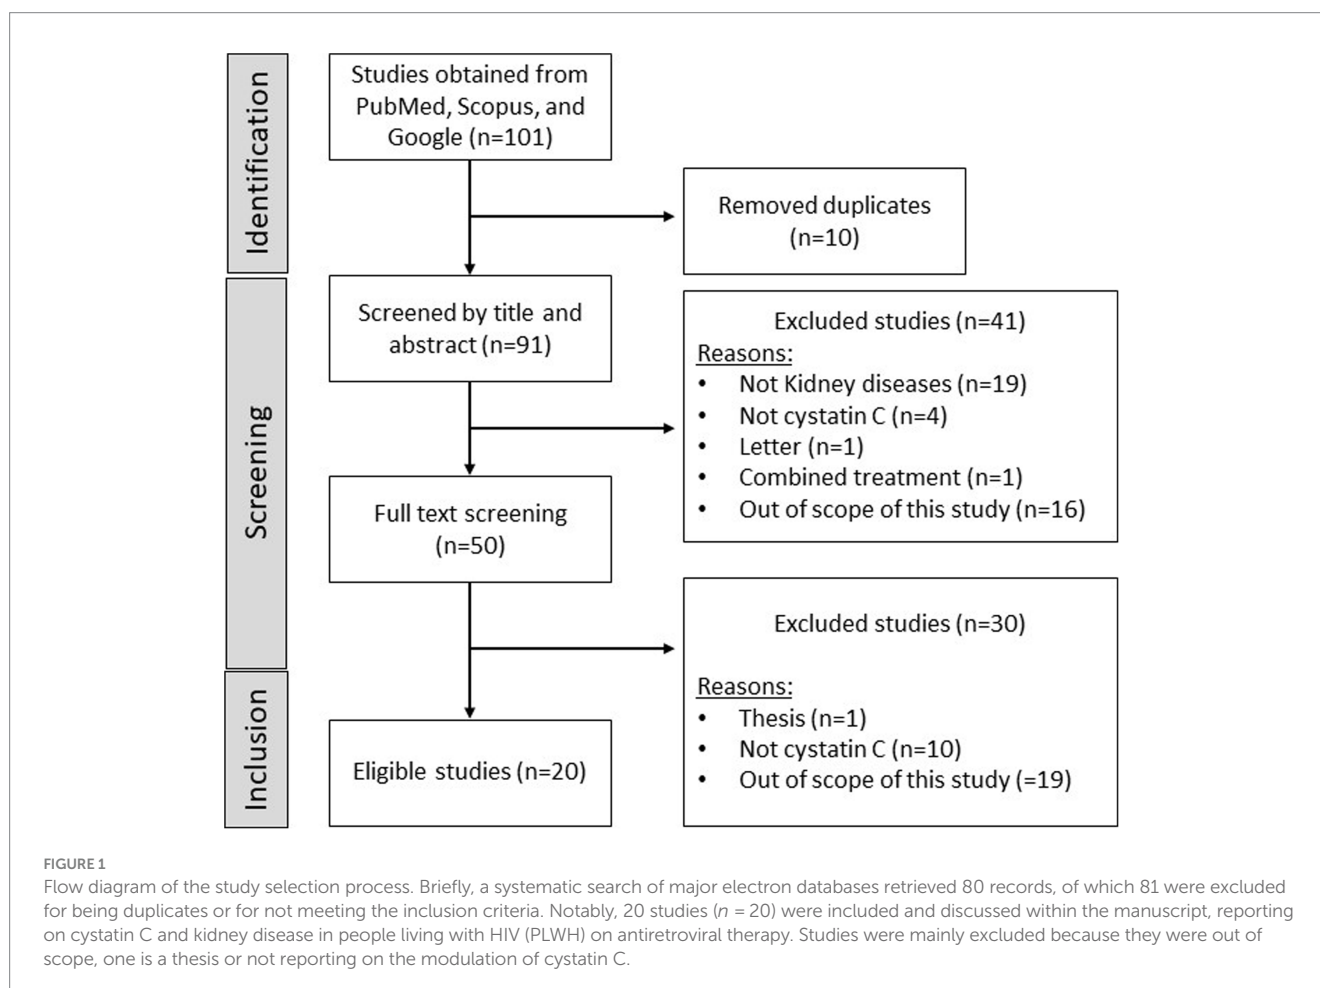 Identification
Studies obtained from
PubMed, Scopus, and
Google (n=101)
Removed duplicates
(n=10)
Screening
Screened by title and
abstract (n=91)
Excluded studies (n=41)
Reasons:
• Not Kidney diseases (n=19)
• Not cystatin C (n=4)
• Letter (n=1)
• Combined treatment (n=1)
• Out of scope of this study (n=16)
Full text screening
(n=50)
Excluded studies (n=30)
Reasons:
• Thesis (n=1)
• Not cystatin C (n=10)
• Out of scope of this study (=19)
Inclusion
Eligible studies (n=20)
FIGURE 1
Flow diagram of the study selection process. Briefly, a systematic search of major electron databases retrieved 80 records, of which 81 were excluded
for being duplicates or for not meeting the inclusion criteria. Notably, 20 studies (n = 20) were included and discussed within the manuscript, reporting
on cystatin C and kidney disease in people living with HIV (PLWH) on antiretroviral therapy. Studies were mainly excluded because they were out of
scope, one is a thesis or not reporting on the modulation of cystatin C.